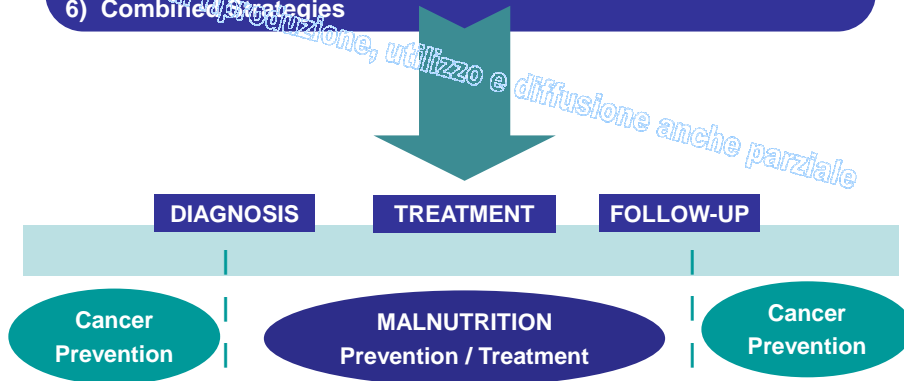 6) Combined Strategies
riproduzione, utilizzo e diffusione anche parziale
DIAGNOSIS
TREATMENT
FOLLOW-UP
Cancer
Prevention
MALNUTRITION
Prevention / Treatment
Cancer
Prevention